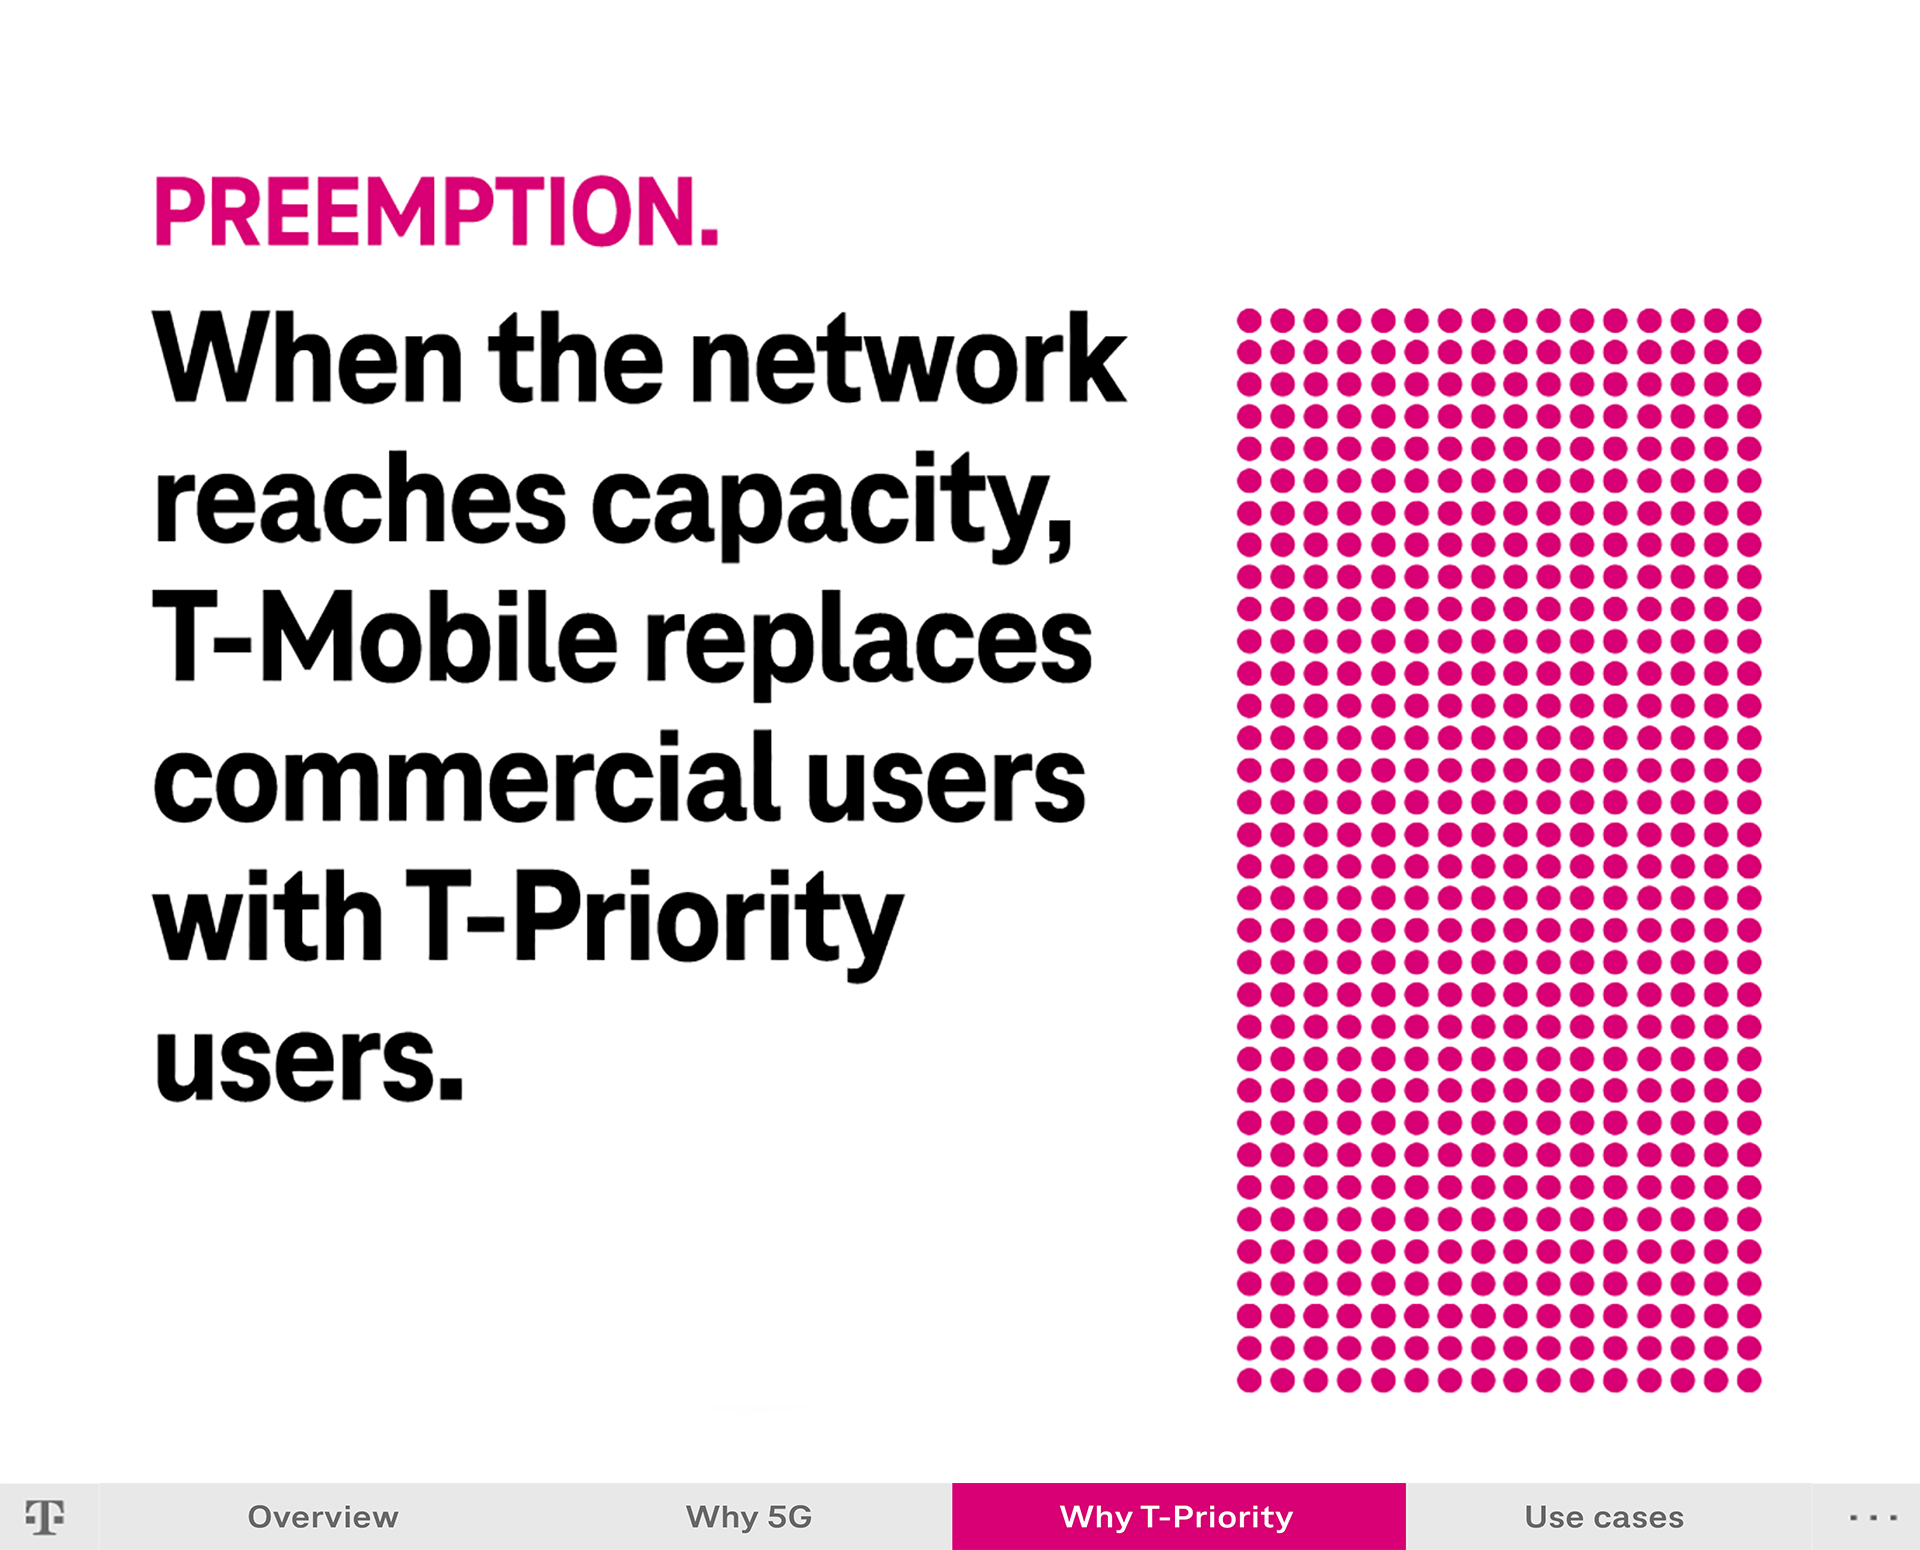 PREEMPTION.
When the network
reaches capacity,
T-Mobile replaces
commercial users
with T-Priority
users.
T
Overview
Why 5G
Why T-Priority
Use cases
...